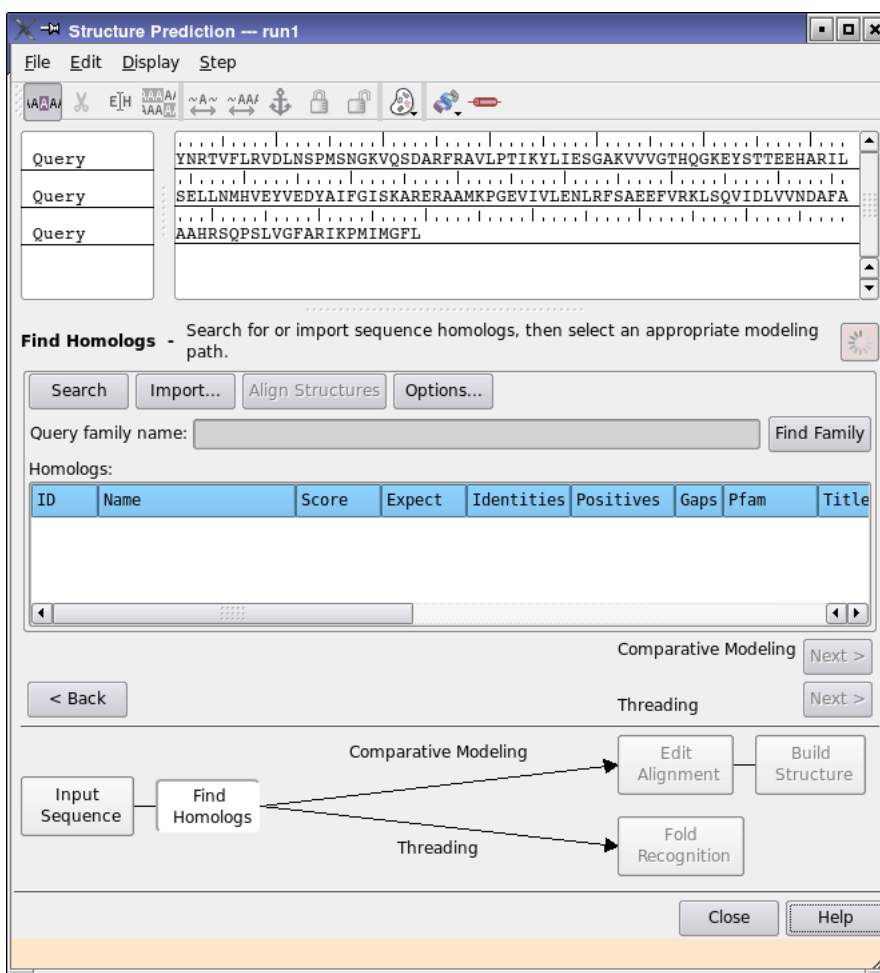 Structure Prediction --- run1
File Edit Display Step
Query YNRTVFLRVDLNSPMSNGKVQSDARFRAVLPTIKYLIESGAKVVVGTHQGKEYSTTEEHARIL
Query SELLNMHVEYVEDYAIFGISKARERAAMKPGEVIVLENLRFSAEEFVRKLSQVIDLVVNDAFA
Query AAHRSQPSLVGFARIKPMIMGFL
Find Homologs - Search for or import sequence homologs, then select an appropriate modeling
path.
Search Import... Align Structures Options...
Query family name: Find Family
Homologs:
ID Name Score Expect Identities Positives Gaps Pfam Title
Comparative Modeling Next >
< Back Threading Next >
Comparative Modeling
Edit Build
Alignment Structure
Input Find
Sequence Homologs
Threading
Fold
Recognition
Close Help